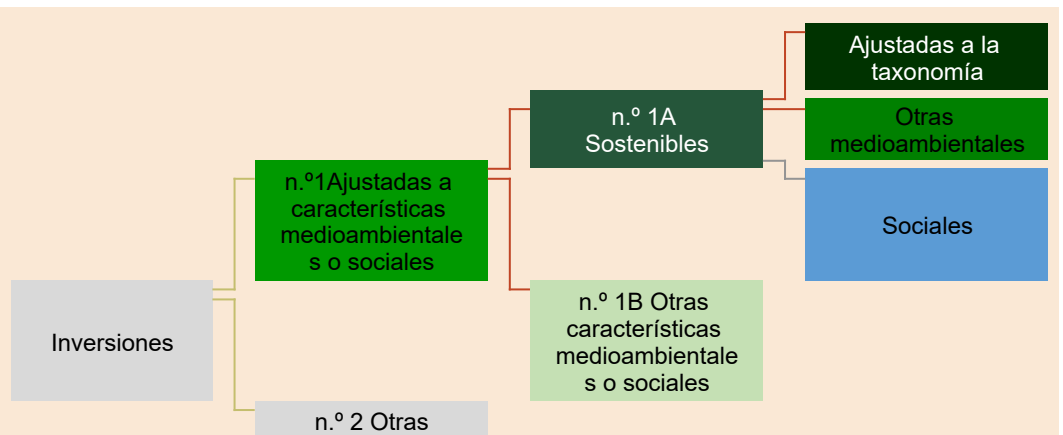 Inversiones
n.º1Ajustadas a
características
medioambientale
s o sociales
n.º 2 Otras
n.º 1A
Sostenibles
n.º 1B Otras
características
medioambientale
s o sociales
Ajustadas a la
taxonomía
Otras
medioambientales
Sociales